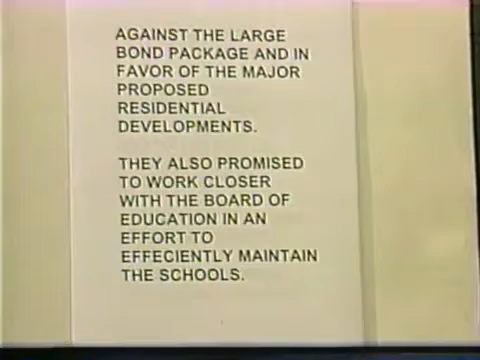 AGAINST THE LARGE
BOND PACKAGE AND IN
FAVOR OF THE MAJOR
PROPOSED
RESIDENTIAL
DEVELOPMENTS.
THEY ALSO PROMISED
TO WORK CLOSER
WITH THE BOARD OF
EDUCATION IN AN
EFFORT TO
EFFECIENTLY MAINTAIN
THE SCHOOLS.